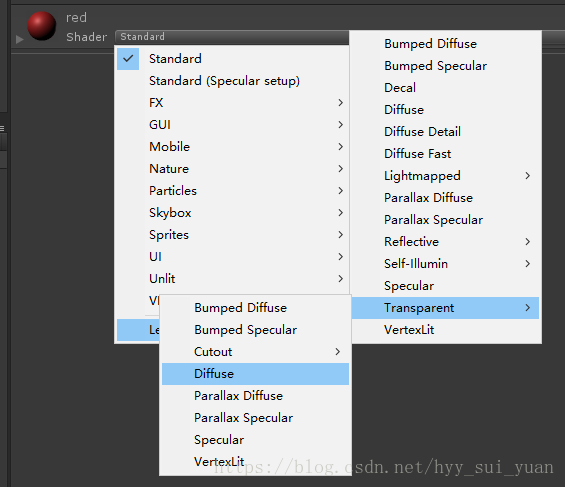 red
Shader Standard
Standard
Standard (Specular setup)
FX
GUI
Mobile
Nature
Particles
Skybox
Sprites
UI
Unlit
Bumped Diffuse
Bumped Specular
Decal
Diffuse
Diffuse Detail
Diffuse Fast
Lightmapped
Parallax Diffuse
Parallax Specular
Reflective
Self-Illumin
Specular
Transparent
VertexLit
Bumped Diffuse
Bumped Specular
Cutout
Diffuse
Parallax Diffuse
Parallax Specular
Specular
VertexLit
https://blog.csdn.net/hyy_sui_yuan